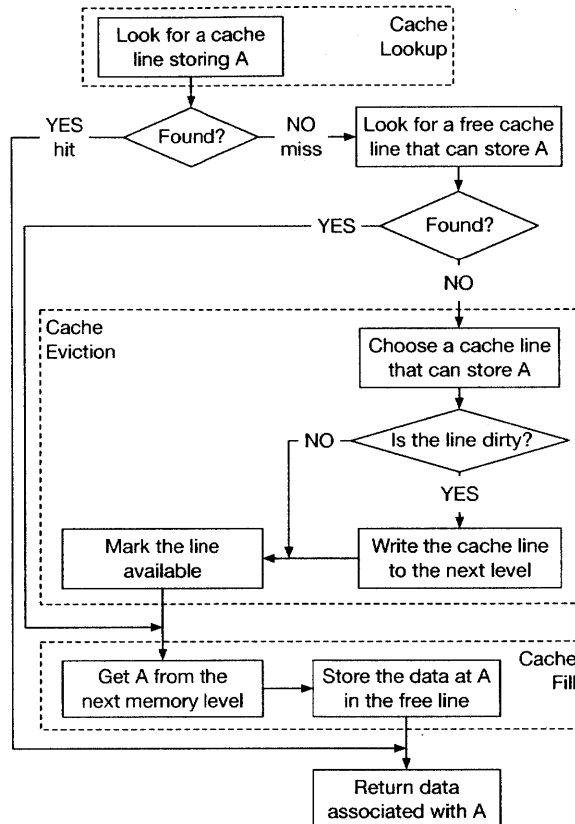 Look for a cache
line storing A
Cache
Lookup
YES
hit
Found?
NO
miss
Look for a free cache
line that can store A
YES
Found?
NO
Cache
Eviction
Choose a cache line
that can store A
NO
Is the line dirty?
YES
Mark the line
available
Write the cache line
to the next level
Get A from the
next memory level
Store the data at A
in the free line
Cache
Fill
Return data
associated with A